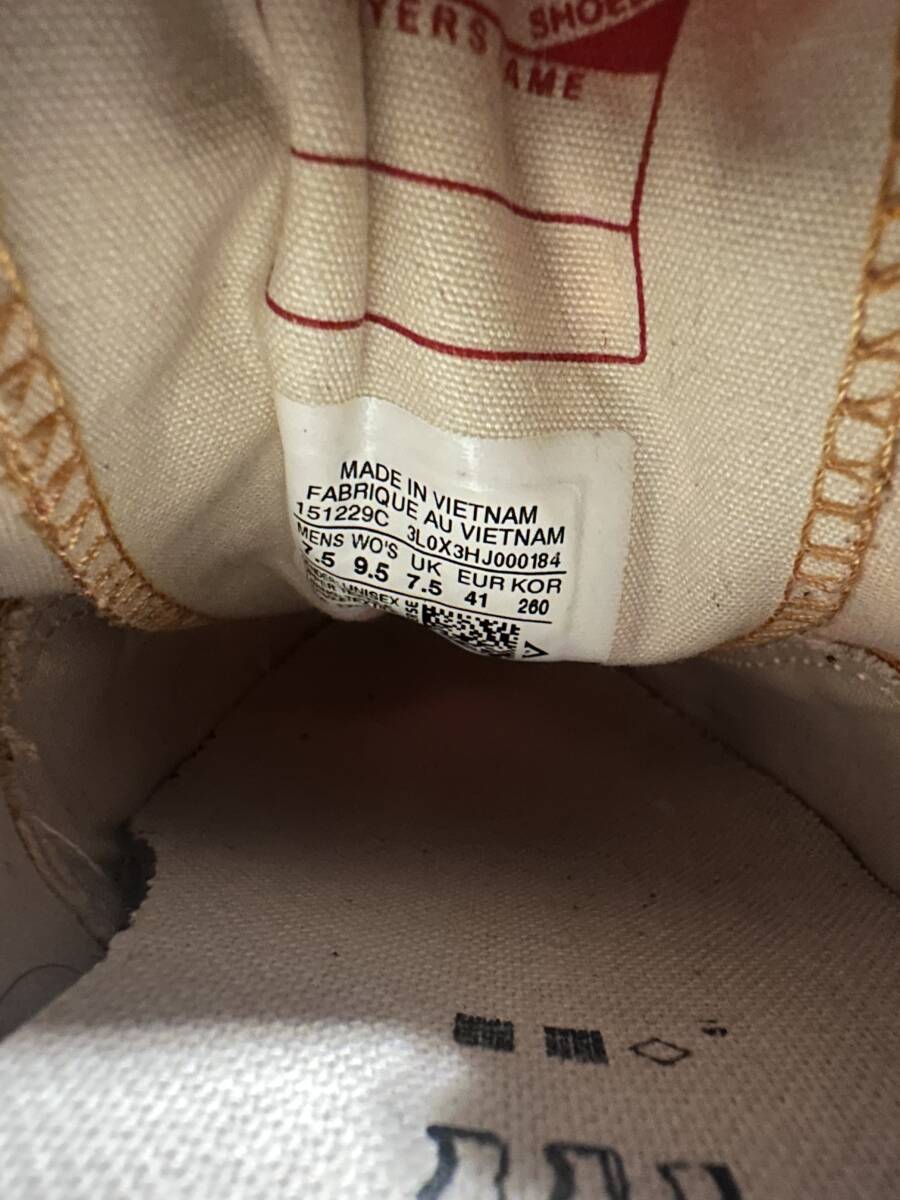 YERS SHOES
AME
MADE IN VIETNAM
FABRIQUE AU VIETNAM
151229C 3L0X3HJ000184
MENS WO'S UK EUR KOR
7.5 9.5 7.5 41 260
UNISEX